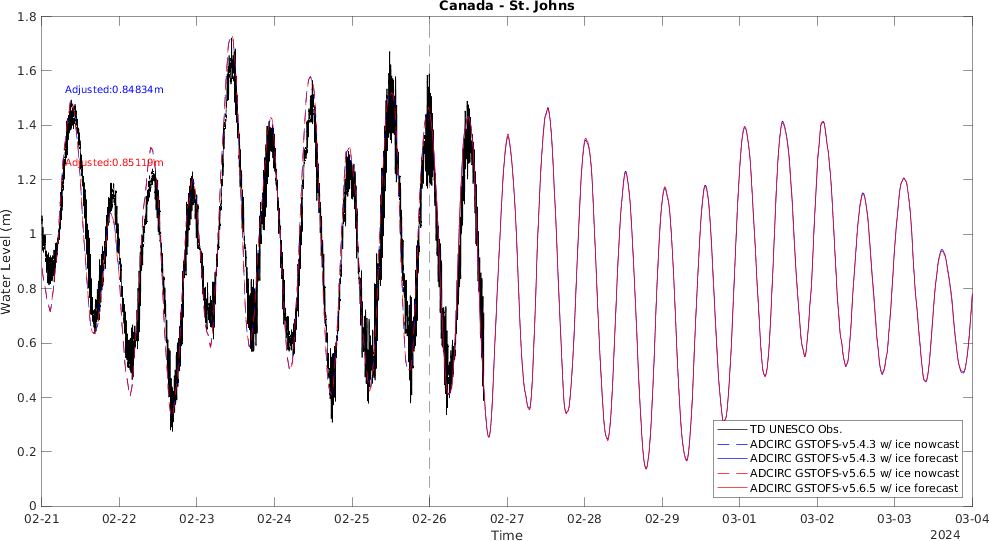 Canada - St. Johns
1.8
1.6
1.4
1.2
1
0.8
0.6
0.4
0.2
0
Water Level (m)
Adjusted:0.84834m
Adjusted:0.85119m
TD UNESCO Obs.
ADCIRC GSTOFS-v5.4.3 w/ ice nowcast
ADCIRC GSTOFS-v5.4.3 w/ ice forecast
ADCIRC GSTOFS-v5.6.5 w/ ice nowcast
ADCIRC GSTOFS-v5.6.5 w/ ice forecast
02-21 02-22 02-23 02-24 02-25 02-26 02-27 02-28 02-29 03-01 03-02 03-03 03-04
Time
2024